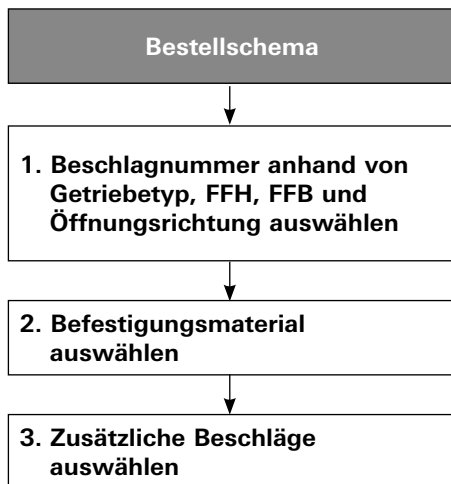 Bestellschema
1. Beschlagnummer anhand von
Getriebetyp, FFH, FFB und
Öffnungsrichtung auswählen
2. Befestigungsmaterial
auswählen
3. Zusätzliche Beschläge
auswählen